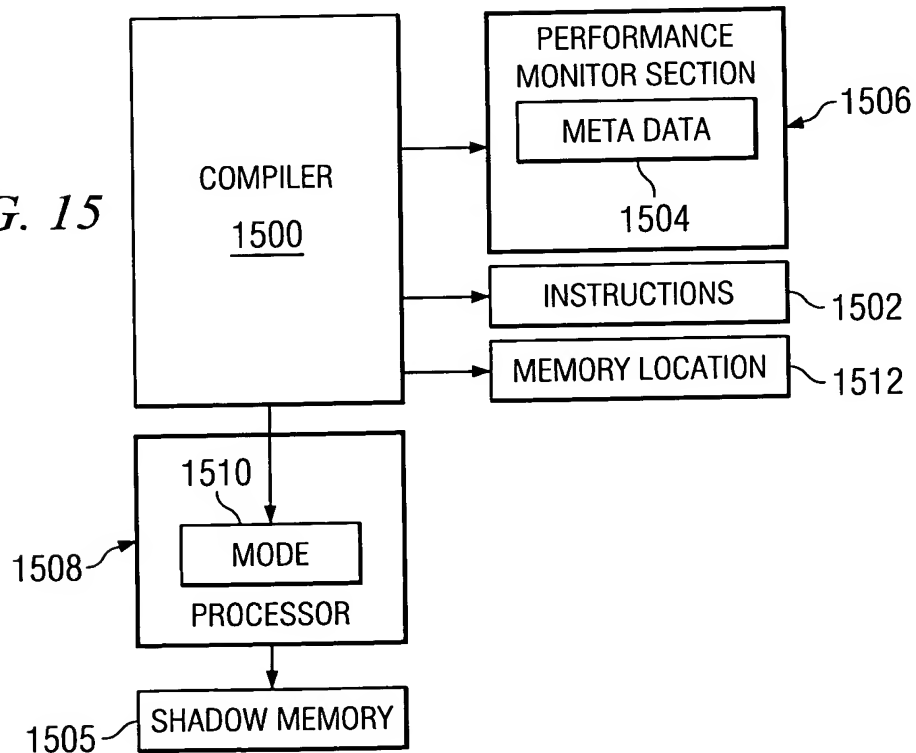 PERFORMANCE
MONITOR SECTION
META DATA
1504
1506
COMPILER
1500
G. 15
INSTRUCTIONS
1502
MEMORY LOCATION
1512
1510
MODE
PROCESSOR
1508
SHADOW MEMORY
1505